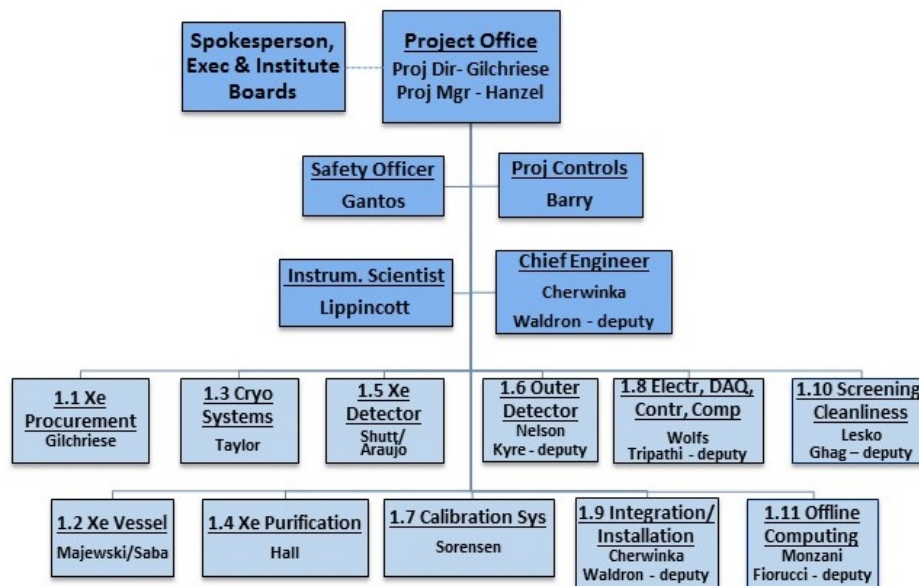 Spokesperson,
Exec & Institute
Boards
Project Office
Proj Dir- Gilchriese
Proj Mgr - Hanzel
Safety Officer
Gantos
Proj Controls
Barry
Instrum. Scientist
Lippincott
Chief Engineer
Cherwinka
Waldron - deputy
1.1 Xe
Procurement
Gilchriese
1.3 Cryo
Systems
Taylor
1.5 Xe
Detector
Shutt/
Araujo
1.6 Outer
Detector
Nelson
Kyre - deputy
1.8 Electr, DAQ,
Contr, Comp
Wolfs
Tripathi - deputy
1.10 Screening
Cleanliness
Lesko
Ghag – deputy
1.2 Xe Vessel
Majewski/Saba
1.4 Xe Purification
Hall
1.7 Calibration Sys
Sorensen
1.9 Integration/
Installation
Cherwinka
Waldron - deputy
1.11 Offline
Computing
Monzani
Fiorucci - deputy